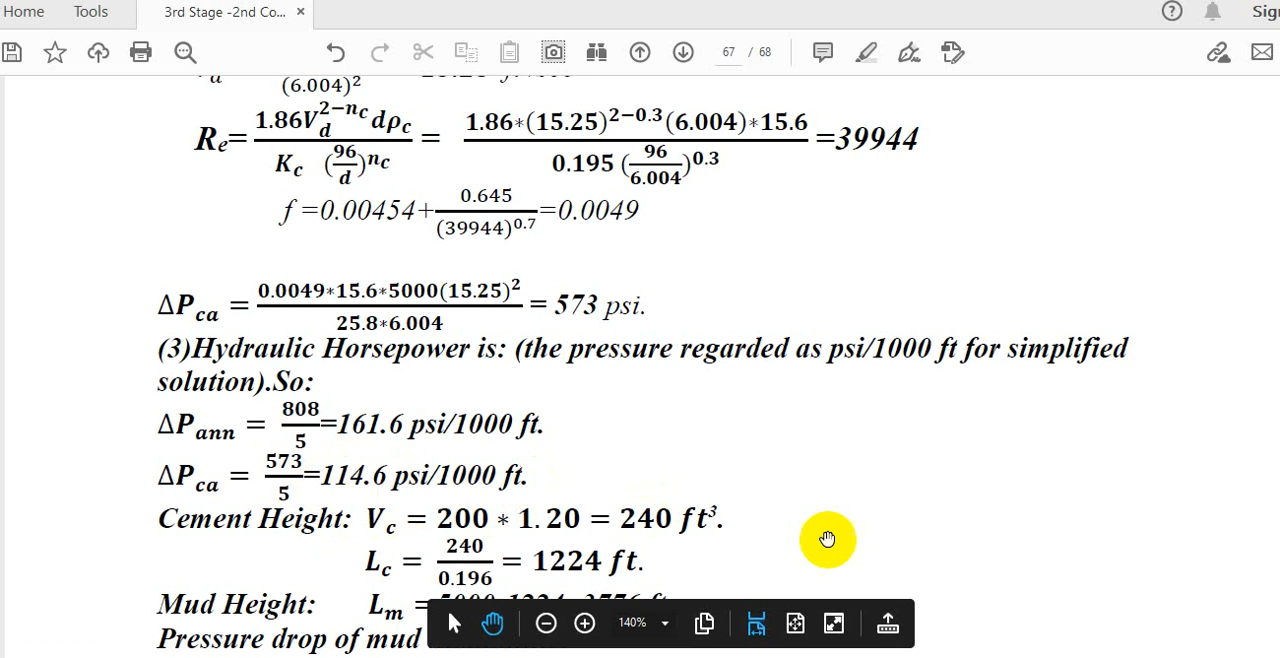 Home Tools 3rd Stage -2nd Co... × Sig
67 / 68
(6.004)²
Re= 1.86V_d^{2−n_c} dρ_c / K_c (96/d)^{n_c} = 1.86*(15.25)^{2−0.3}(6.004)*15.6 / 0.195 (96/6.004)^{0.3} =39944
f =0.00454+ 0.645/(39944)^{0.7} =0.0049
ΔP_ca = 0.0049*15.6*5000(15.25)² / 25.8*6.004 = 573 psi.
(3)Hydraulic Horsepower is: (the pressure regarded as psi/1000 ft for simplified
solution).So:
ΔP_ann = 808/5 =161.6 psi/1000 ft.
ΔP_ca = 573/5 =114.6 psi/1000 ft.
Cement Height: V_c = 200 * 1.20 = 240 ft³.
L_c = 240/0.196 = 1224 ft.
Mud Height: L_m =
Pressure drop of mud
140%